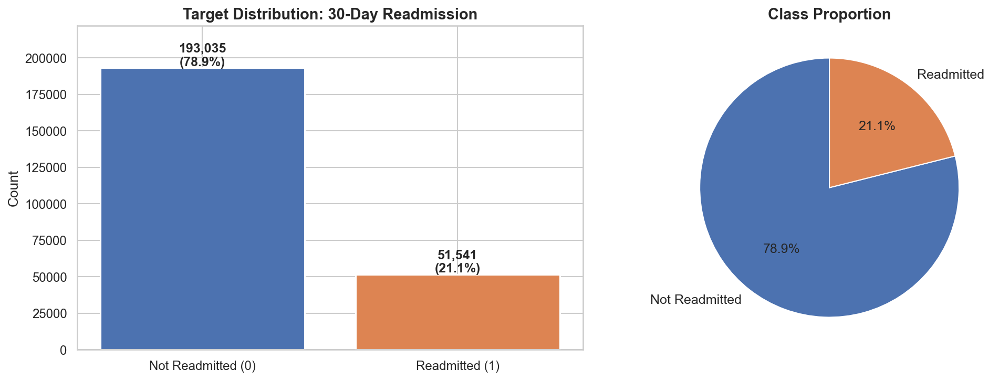 Target Distribution: 30-Day Readmission
Count
200000
175000
150000
125000
100000
75000
50000
25000
0
193,035
(78.9%)
51,541
(21.1%)
Not Readmitted (0)
Readmitted (1)
Class Proportion
Readmitted
21.1%
78.9%
Not Readmitted